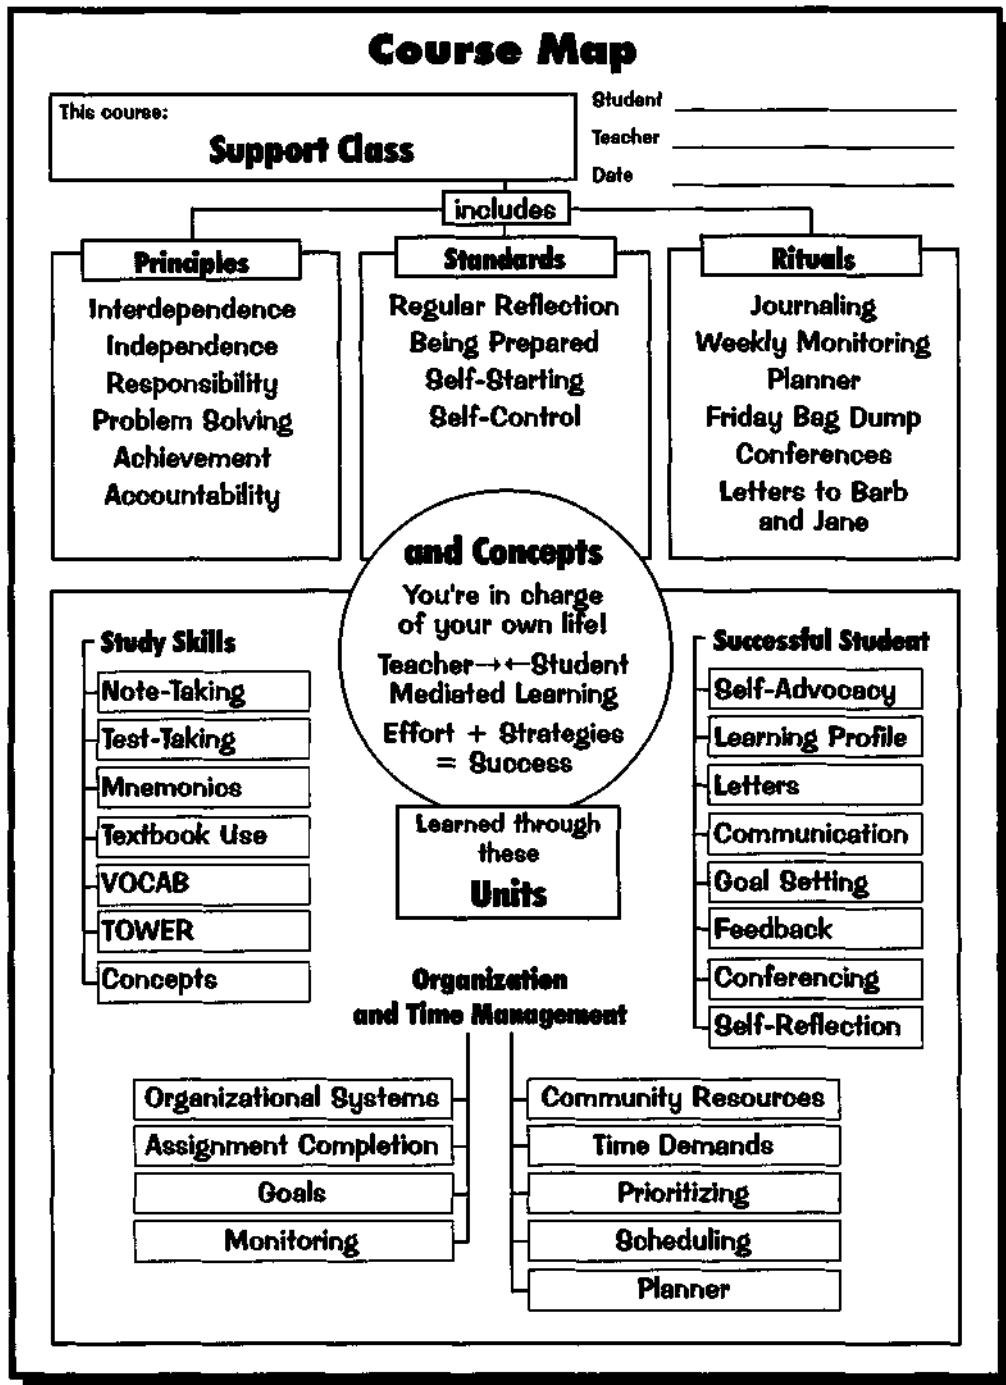 Course Map
This course:
Support Class
Student
Teacher
Date
includes
Principles
Interdependence
Independence
Responsibility
Problem Solving
Achievement
Accountability
Standards
Regular Reflection
Being Prepared
Self-Starting
Self-Control
Rituals
Journaling
Weekly Monitoring
Planner
Friday Bag Dump
Conferences
Letters to Barb
and Jane
and Concepts
You're in charge
of your own life!
Teacher→←Student
Mediated Learning
Effort + Strategies
= Success
Learned through
these
Units
Study Skills
Note-Taking
Test-Taking
Mnemonics
Textbook Use
VOCAB
TOWER
Concepts
Successful Student
Self-Advocacy
Learning Profile
Letters
Communication
Goal Setting
Feedback
Conferencing
Self-Reflection
Organization
and Time Management
Organizational Systems
Assignment Completion
Goals
Monitoring
Community Resources
Time Demands
Prioritizing
Scheduling
Planner